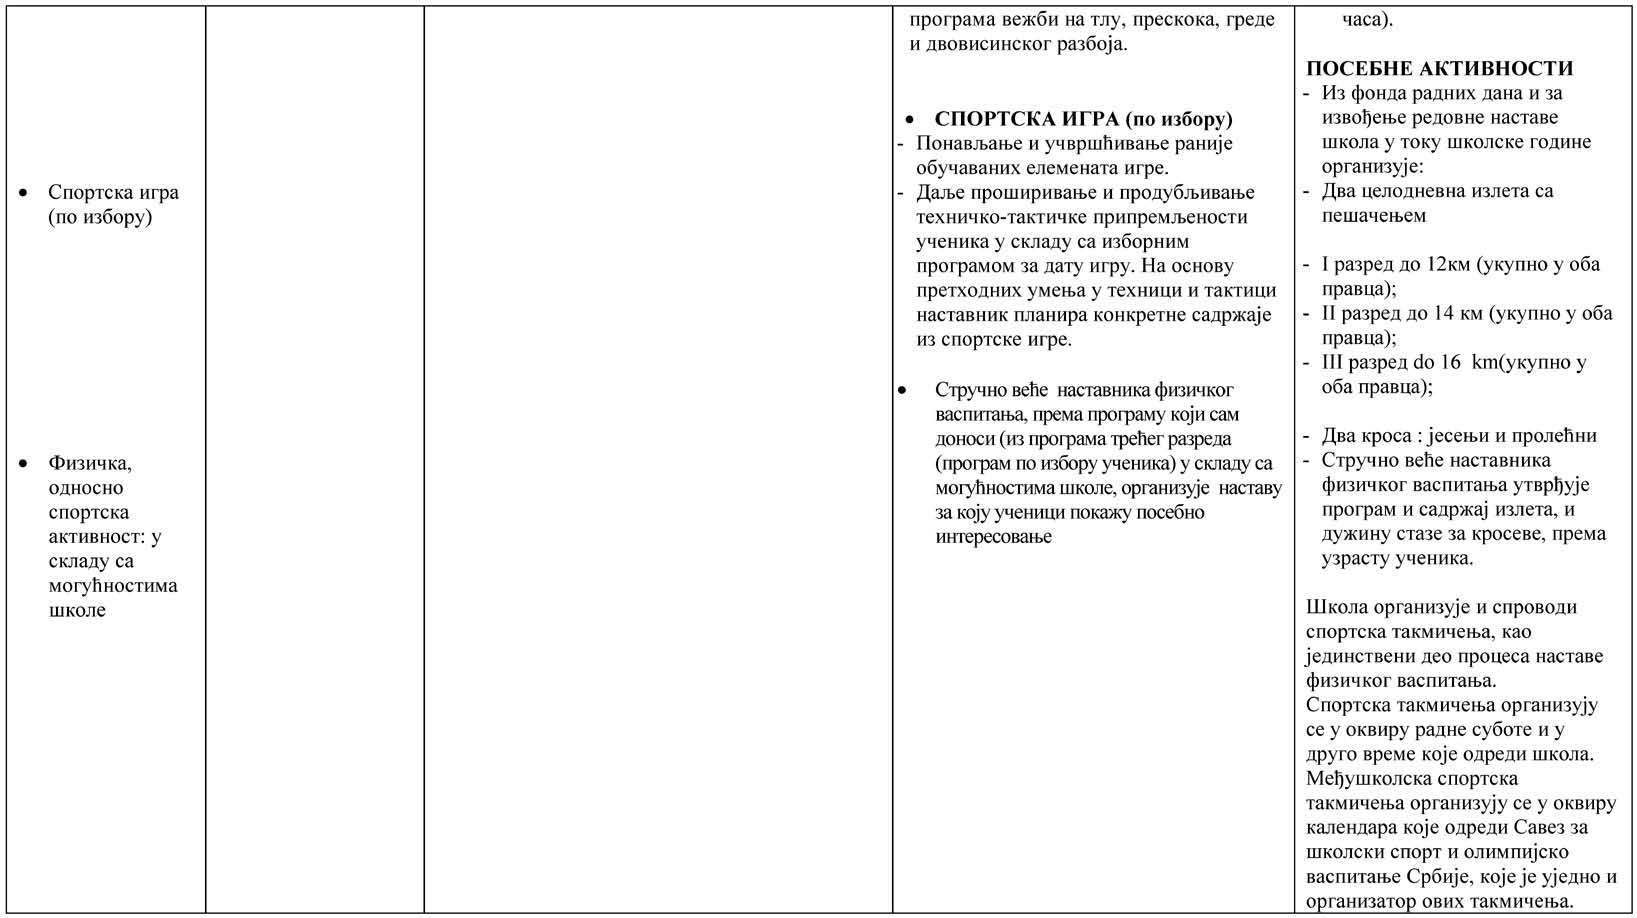 • Спортска игра
(по избору)
• Физичка,
односно
спортска
активност: у
складу са
могућностима
школе
програма вежби на тлу, прескока, греде
и двовисинског разбоја.
• СПОРТСКА ИГРА (по избору)
- Понављање и учвршћивање раније
обучаваних елемената игре.
- Даље проширивање и продубљивање
техничко-тактичке припремљености
ученика у складу са изборним
програмом за дату игру. На основу
претходних умења у техници и тактици
наставник планира конкретне садржаје
из спортске игре.
• Стручно веће наставника физичког
васпитања, према програму који сам
доноси (из програма трећег разреда
(програм по избору ученика) у складу са
могућностима школе, организује наставу
за коју ученици покажу посебно
интересовање
часа).
ПОСЕБНЕ АКТИВНОСТИ
- Из фонда радних дана и за
извођење редовне наставе
школа у току школске године
организује:
- Два целодневна излета са
пешачењем
- I разред до 12км (укупно у оба
правца);
- II разред до 14 км (укупно у оба
правца);
- III разред do 16 km(укупно у
оба правца);
- Два кроса : јесењи и пролећни
- Стручно веће наставника
физичког васпитања утврђује
програм и садржај излета, и
дужину стазе за кросеве, према
узрасту ученика.
Школа организује и спроводи
спортска такмичења, као
јединствени део процеса наставе
физичког васпитања.
Спортска такмичења организују
се у оквиру радне суботе и у
друго време које одреди школа.
Међушколска спортска
такмичења организују се у оквиру
календара које одреди Савез за
школски спорт и олимпијско
васпитање Србије, које је уједно и
организатор ових такмичења.